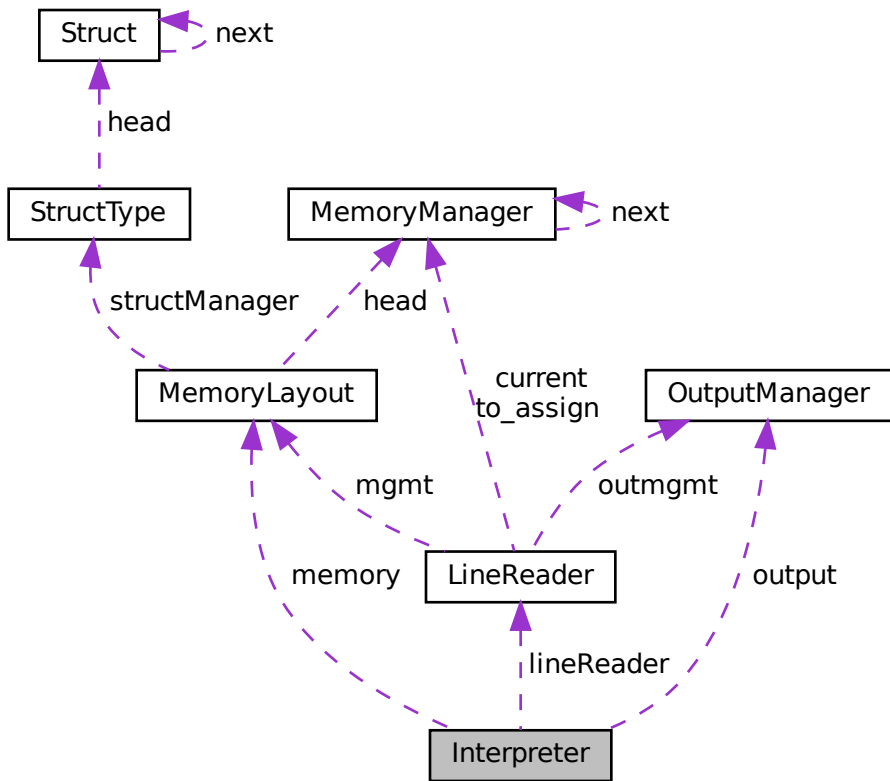 Struct
next
head
StructType
MemoryManager
next
structManager
head
MemoryLayout
current
to_assign
OutputManager
mgmt
outmgmt
memory
LineReader
output
lineReader
Interpreter